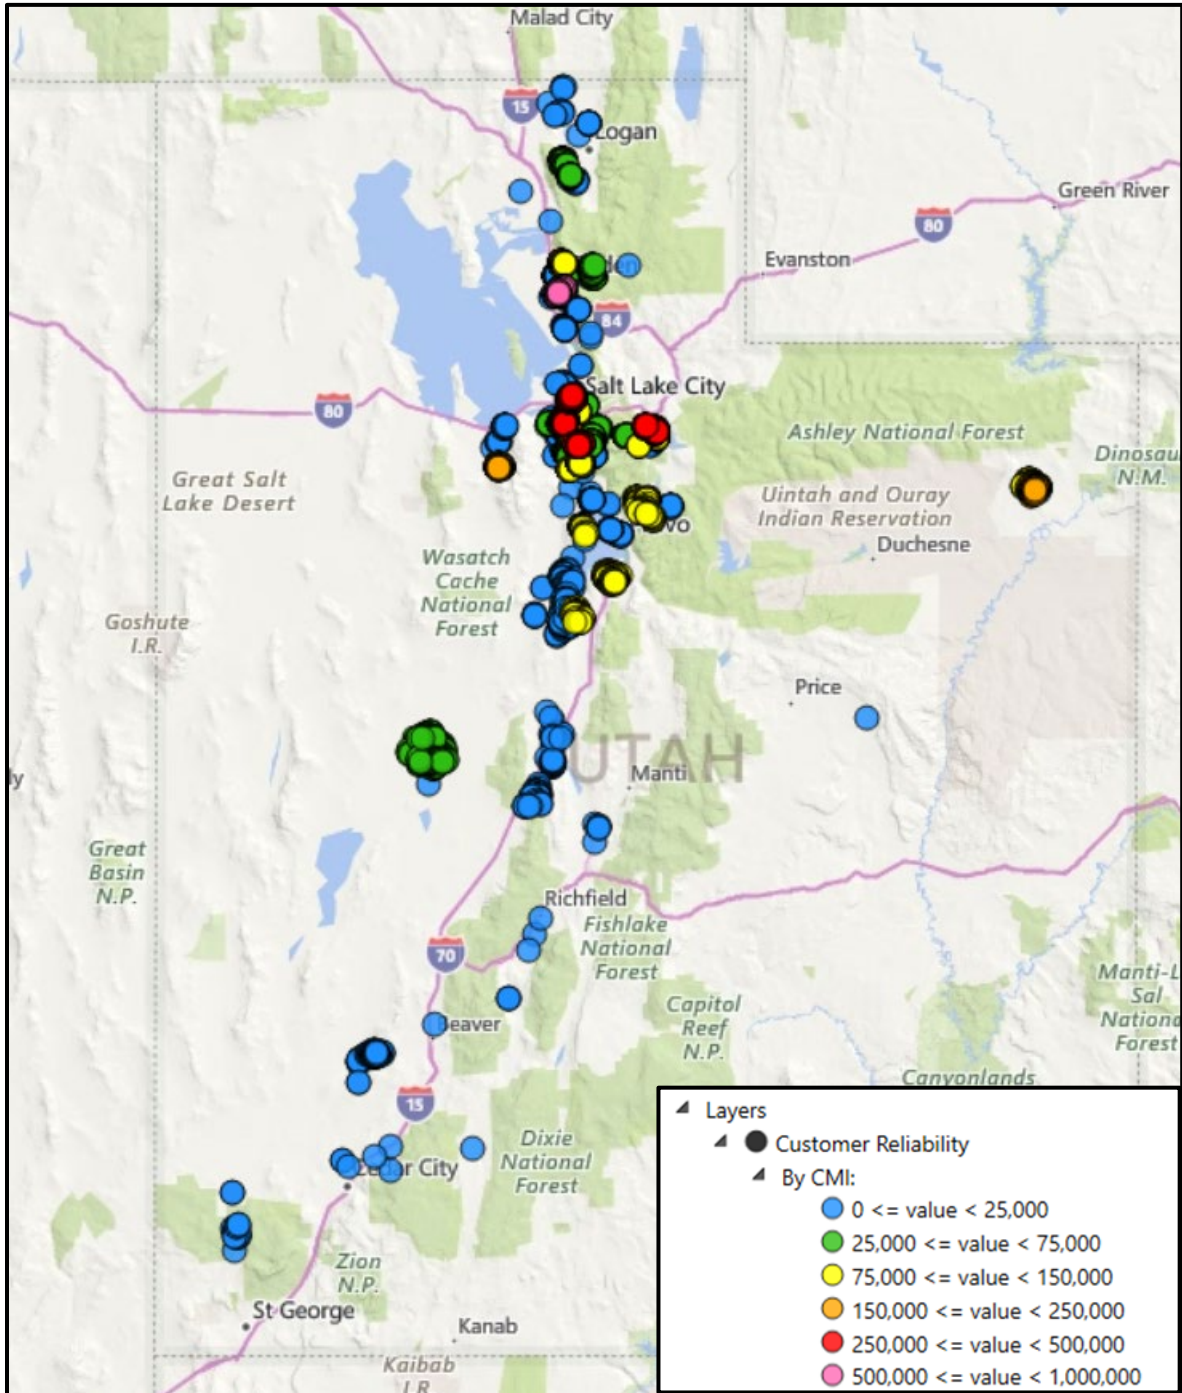 Malad City
15
Logan
Green River
80
Evanston
84
Salt Lake City
80
Ashley National Forest
Dinosau
N.M.
Great Salt
Lake Desert
Uintah and Ouray
Indian Reservation
vo
Duchesne
Wasatch
Cache
National
Forest
Goshute
I.R.
Price
UTAH
ly
Manti
Great
Basin
N.P.
Richfield
Fishlake
National
Forest
70
Manti-L
Sal
Nationa
Forest
Capitol
Reef
N.P.
Beaver
Canyonlands
15
Dixie
National
Forest
Cedar City
Zion
N.P.
St George
Kanab
Kaibab
I.R.
Layers
Customer Reliability
By CMI:
0 <= value < 25,000
25,000 <= value < 75,000
75,000 <= value < 150,000
150,000 <= value < 250,000
250,000 <= value < 500,000
500,000 <= value < 1,000,000